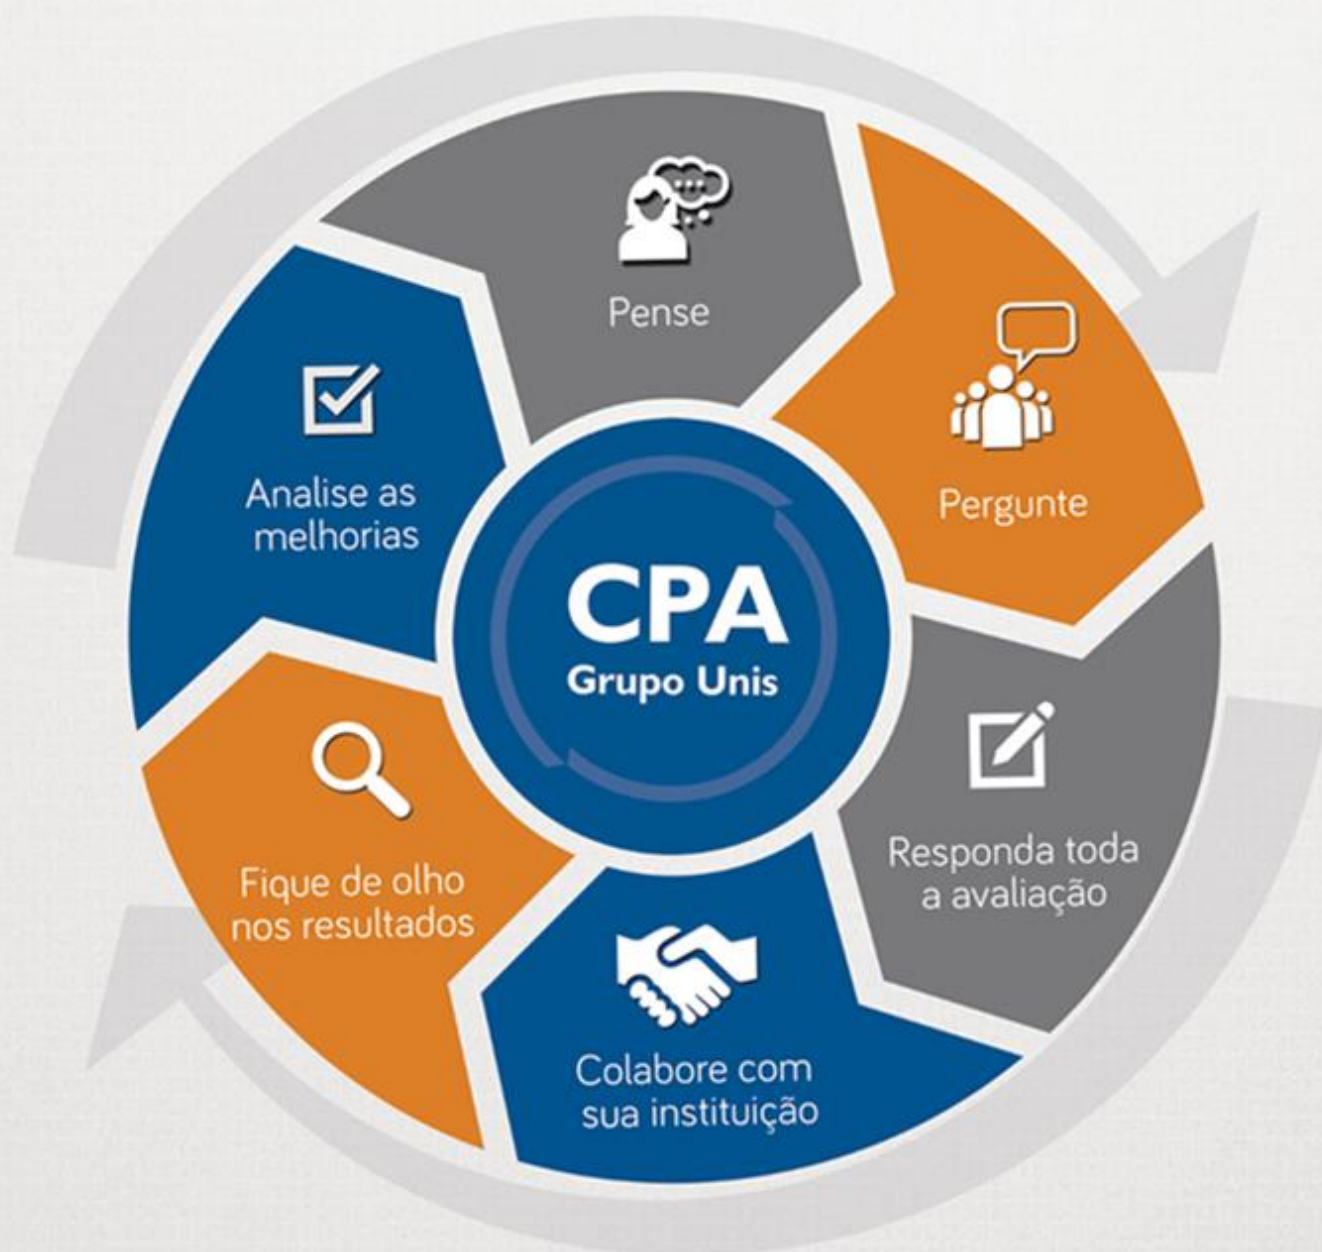 Pense
Pergunte
Responda toda
a avaliação
Colabore com
sua instituição
Fique de olho
nos resultados
Analise as
melhorias
CPA
Grupo Unis